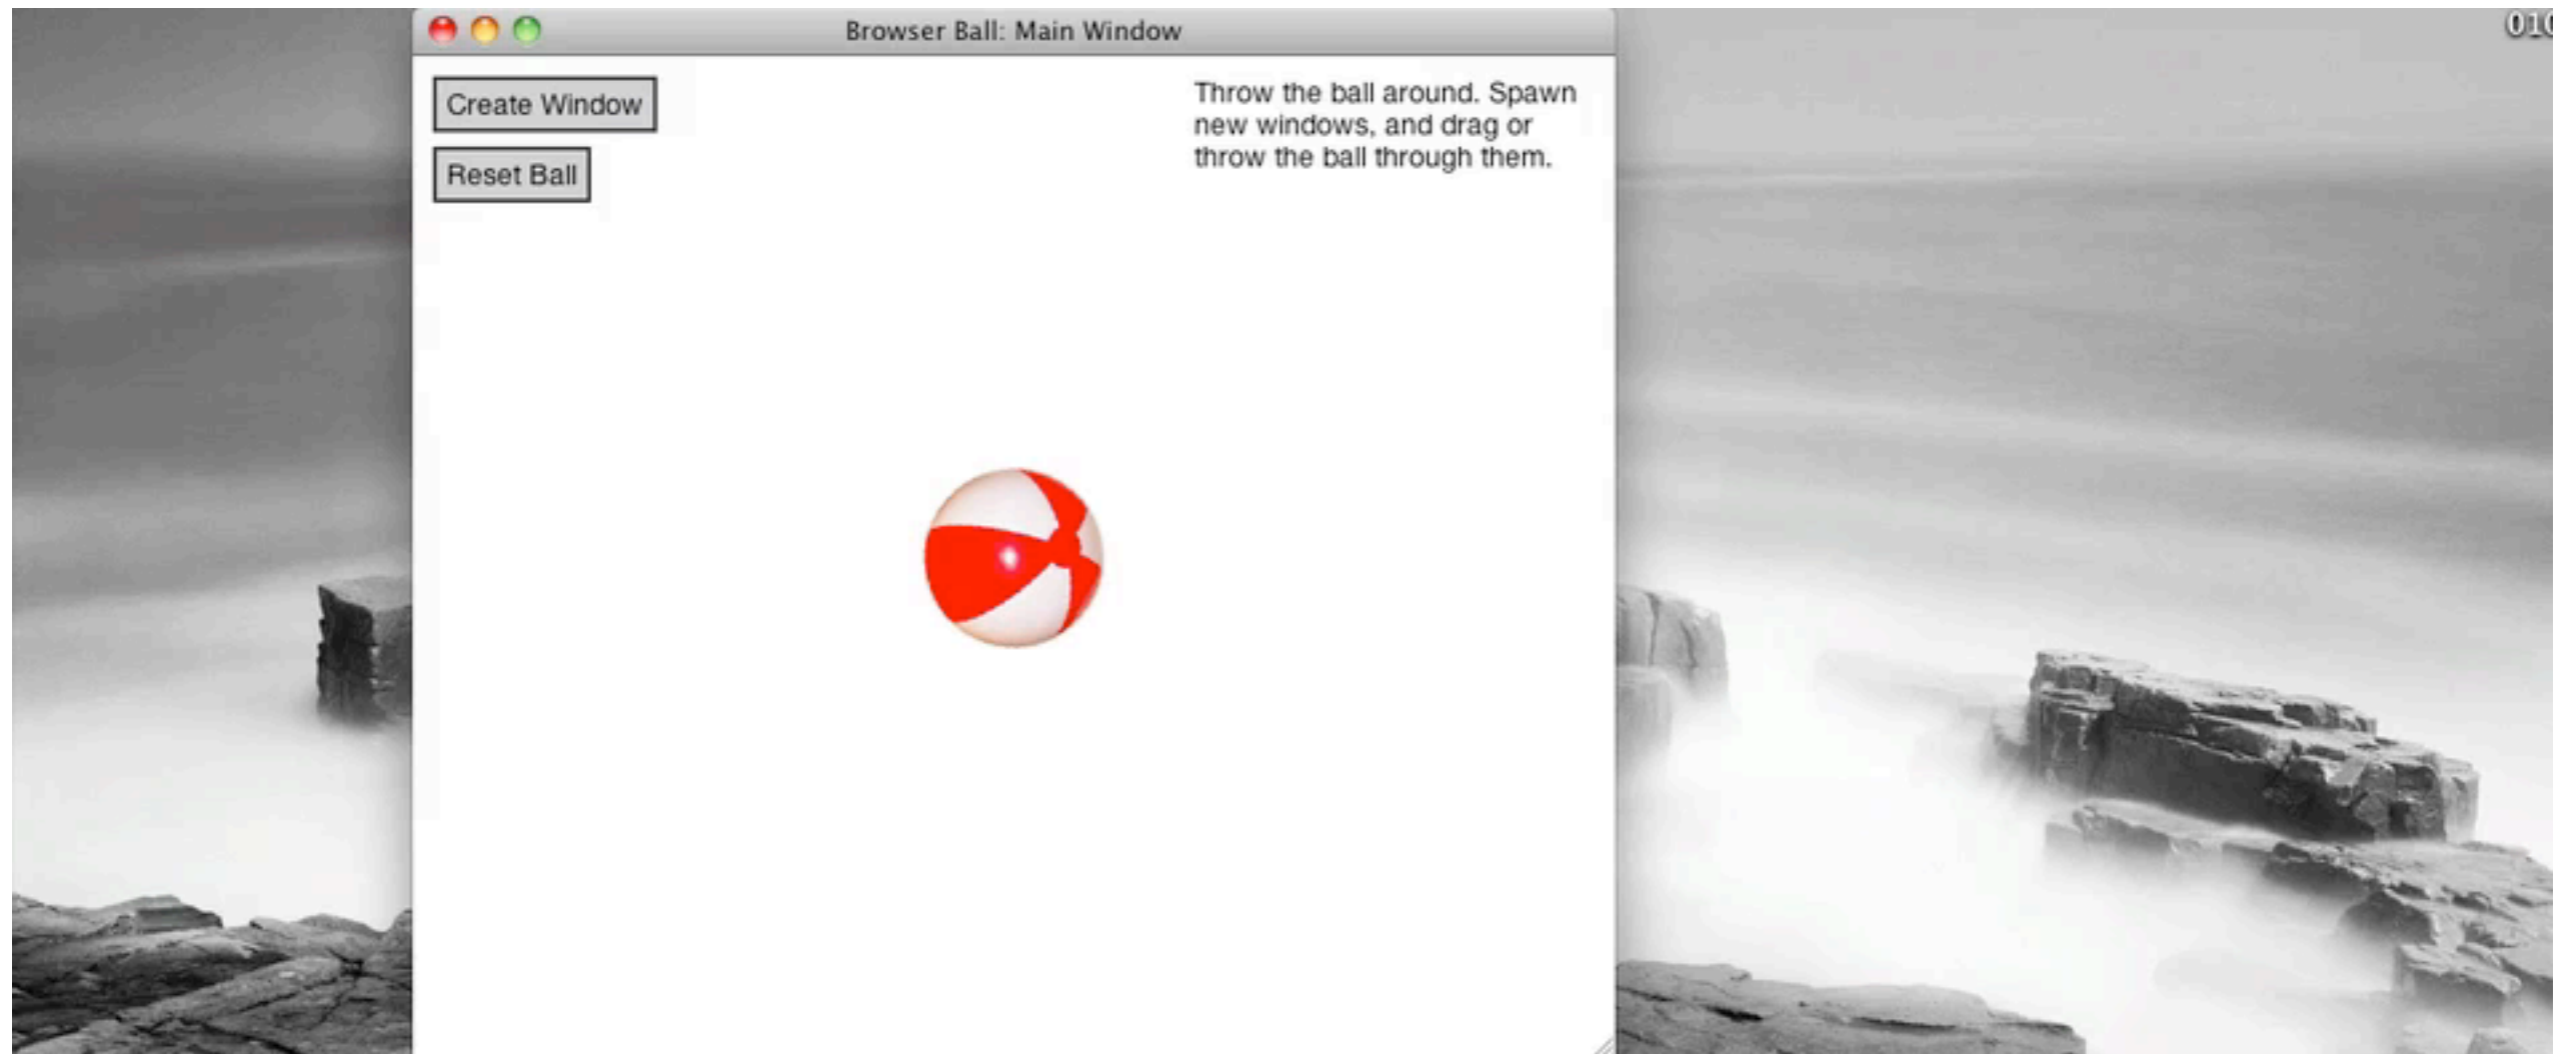 Browser Ball: Main Window
Create Window
Reset Ball
Throw the ball around. Spawn
new windows, and drag or
throw the ball through them.